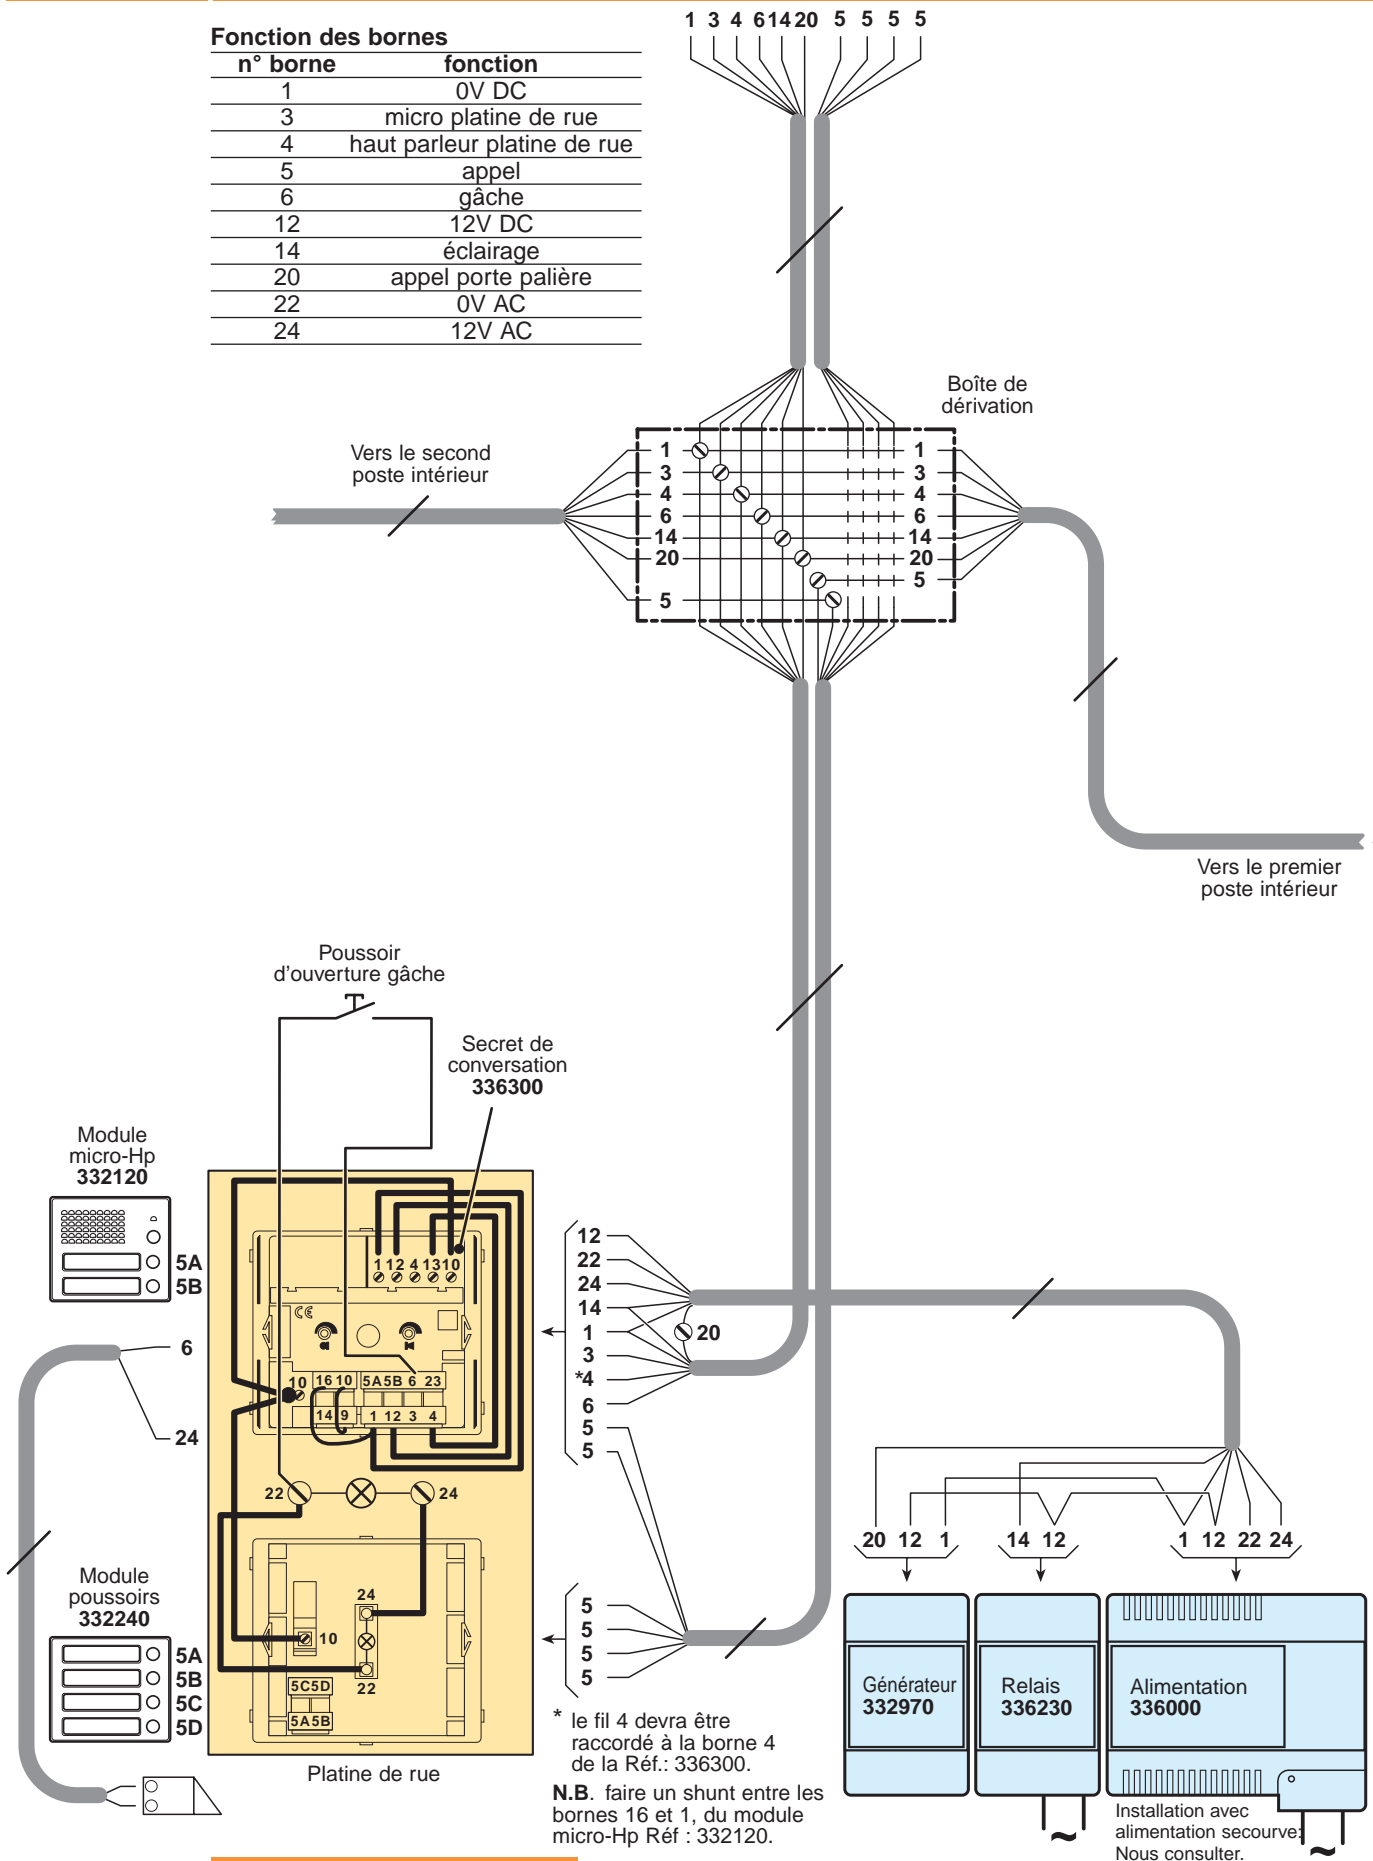 1 3 4 6 14 20 5 5 5 5
Fonction des bornes
n° borne fonction
1 0V DC
3 micro platine de rue
4 haut parleur platine de rue
5 appel
6 gâche
12 12V DC
14 éclairage
20 appel porte palière
22 0V AC
24 12V AC
Boîte de
dérivation
Vers le second
poste intérieur
1 1
3 3
4 4
6 6
14 14
20 20
5
5
Vers le premier
poste intérieur
Poussoir
d'ouverture gâche
Secret de
conversation
336300
Module
micro-Hp
332120
5A
5B
6
24
1 12 4 13 10
CE
10
16 10 5A 5B 6 23
14 9 1 12 3 4
22 24
24
10
22
5C 5D
5A 5B
Module
poussoirs
332240
5A
5B
5C
5D
Platine de rue
12
22
24
14
1
3
*4
6
5
5
20
5
5
5
5
* le fil 4 devra être
raccordé à la borne 4
de la Réf.: 336300.
N.B. faire un shunt entre les
bornes 16 et 1, du module
micro-Hp Réf : 332120.
20 12 1 14 12 1 12 22 24
Générateur
332970
Relais
336230
Alimentation
336000
~
~
Installation avec
alimentation secourve:
Nous consulter.